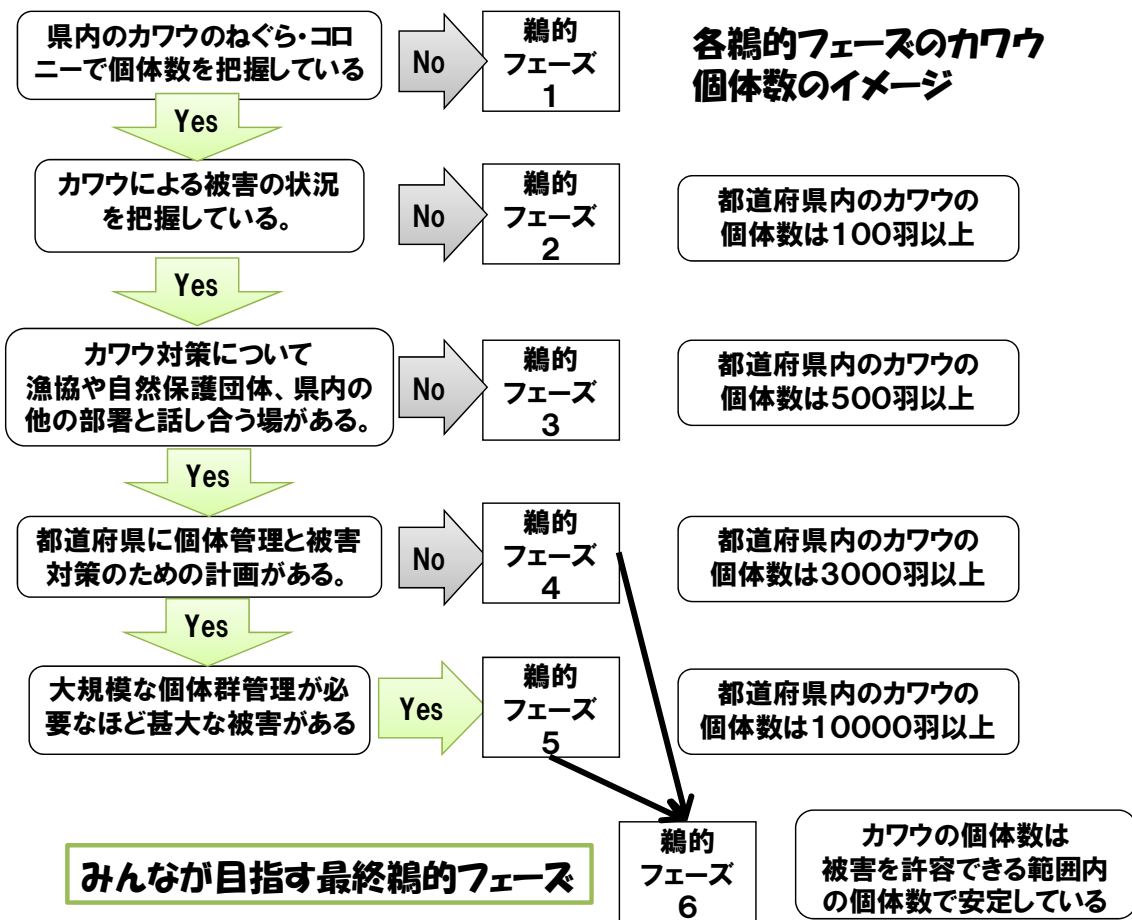 県内のカワウのねぐら・コロ
ニーで個体数を把握している
No
鵜的
フェーズ
1
各鵜的フェーズのカワウ
個体数のイメージ
Yes
カワウによる被害の状況
を把握している。
No
鵜的
フェーズ
2
都道府県内のカワウの
個体数は100羽以上
Yes
カワウ対策について
漁協や自然保護団体、県内の
他の部署と話し合う場がある。
No
鵜的
フェーズ
3
都道府県内のカワウの
個体数は500羽以上
Yes
都道府県に個体管理と被害
対策のための計画がある。
No
鵜的
フェーズ
4
都道府県内のカワウの
個体数は3000羽以上
Yes
大規模な個体群管理が必
要なほど甚大な被害がある
Yes
鵜的
フェーズ
5
都道府県内のカワウの
個体数は10000羽以上
みんなが目指す最終鵜的フェーズ
鵜的
フェーズ
6
カワウの個体数は
被害を許容できる範囲内
の個体数で安定している